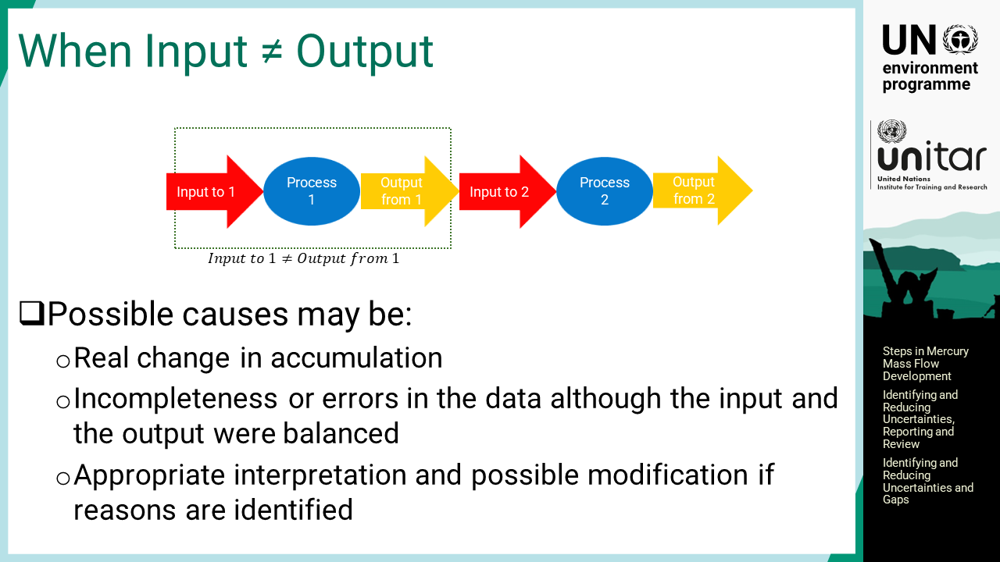 When Input ≠ Output
Input to 1
Process
1
Output
from 1
Input to 2
Process
2
Output
from 2
Input to 1 ≠ Output from 1
❑Possible causes may be:
oReal change in accumulation
oIncompleteness or errors in the data although the input and
the output were balanced
oAppropriate interpretation and possible modification if
reasons are identified
UN
environment
programme
unitar
United Nations
Institute for Training and Research
Steps in Mercury
Mass Flow
Development
Identifying and
Reducing
Uncertainties,
Reporting and
Review
Identifying and
Reducing
Uncertainties and
Gaps